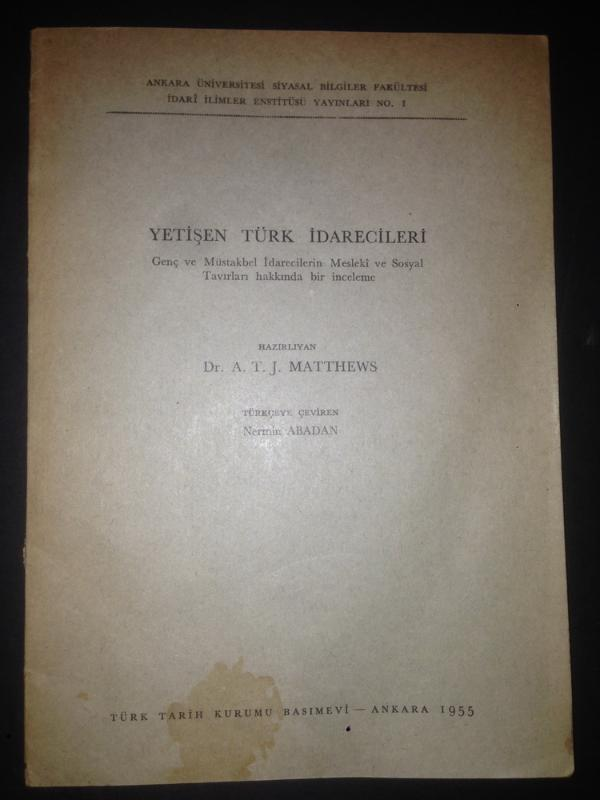 ANKARA ÜNİVERSİTESİ SİYASAL BİLGİLER FAKÜLTESİ
İDARÎ İLİMLER ENSTİTÜSÜ YAYINLARI NO. 1
YETİŞEN TÜRK İDARECİLERİ
Genç ve Müstakbel İdarecilerin Meslekî ve Sosyal
Tavırları hakkında bir inceleme
HAZIRLIYAN
Dr. A. T. J. MATTHEWS
TÜRKÇEYE ÇEVİREN
Nermin ABADAN
TÜRK TARİH KURUMU BASIMEVİ — ANKARA 1955